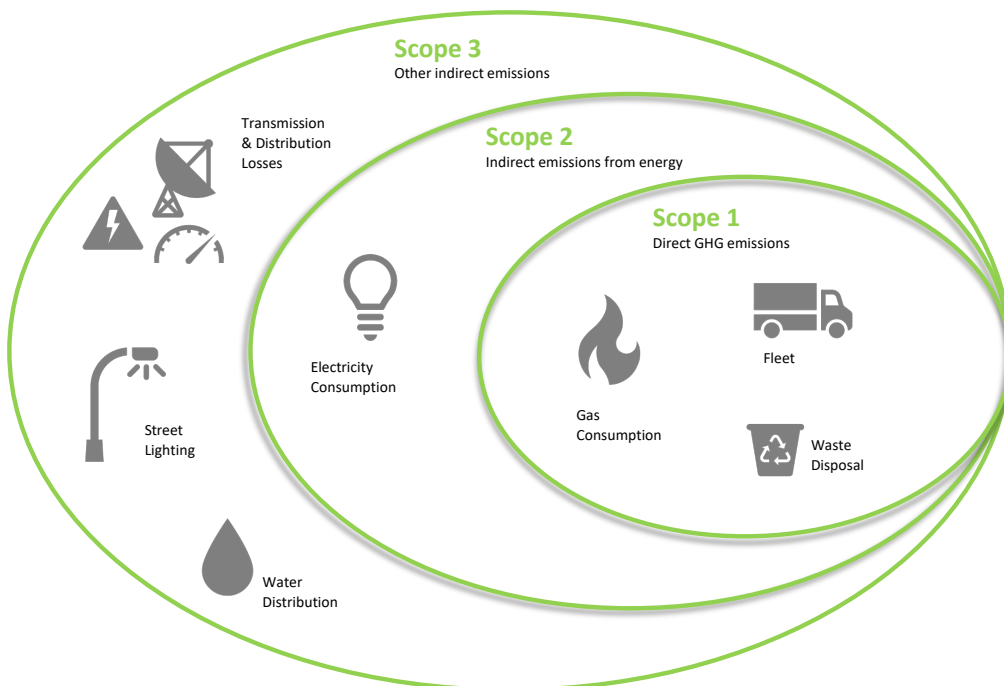 Scope 3
Other indirect emissions
Transmission
& Distribution
Losses
Scope 2
Indirect emissions from energy
Scope 1
Direct GHG emissions
Electricity
Consumption
Fleet
Gas
Consumption
Street
Lighting
Waste
Disposal
Water
Distribution